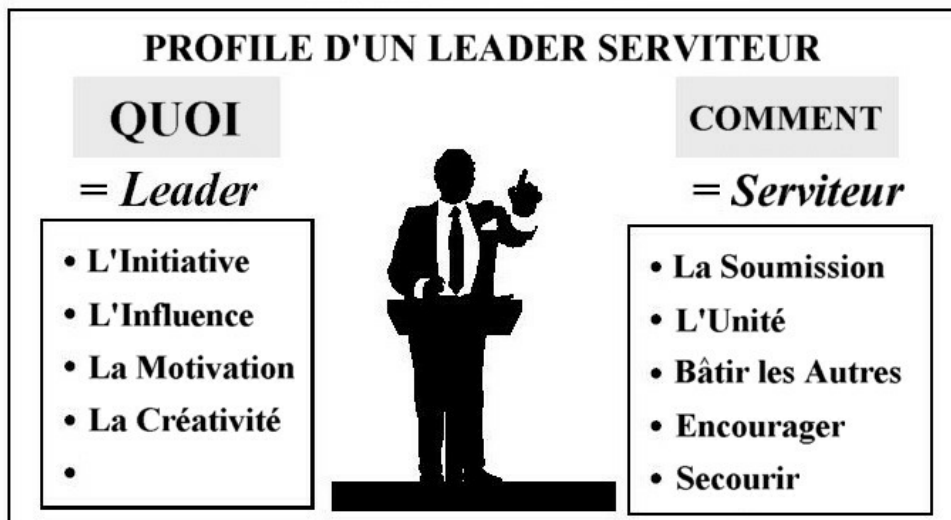 PROFILE D'UN LEADER SERVITEUR
QUOI
= Leader
• L'Initiative
• L'Influence
• La Motivation
• La Créativité
•
COMMENT
= Serviteur
• La Soumission
• L'Unité
• Bâtir les Autres
• Encourager
• Secourir